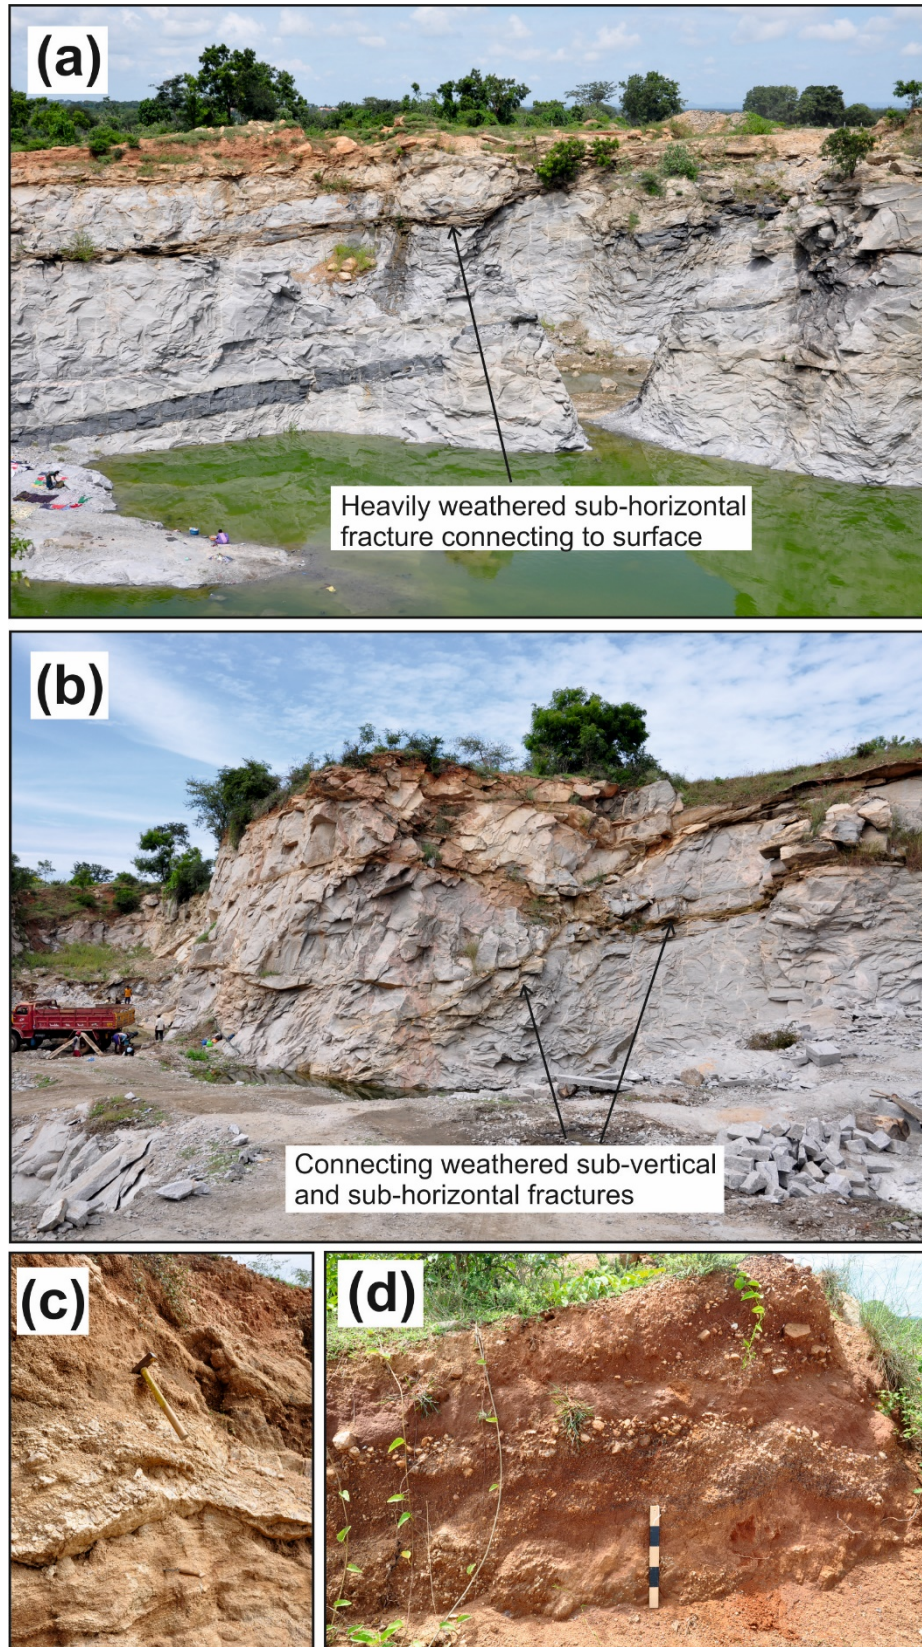 (a)
Heavily weathered sub-horizontal
fracture connecting to surface
(b)
Connecting weathered sub-vertical
and sub-horizontal fractures
(c)
(d)